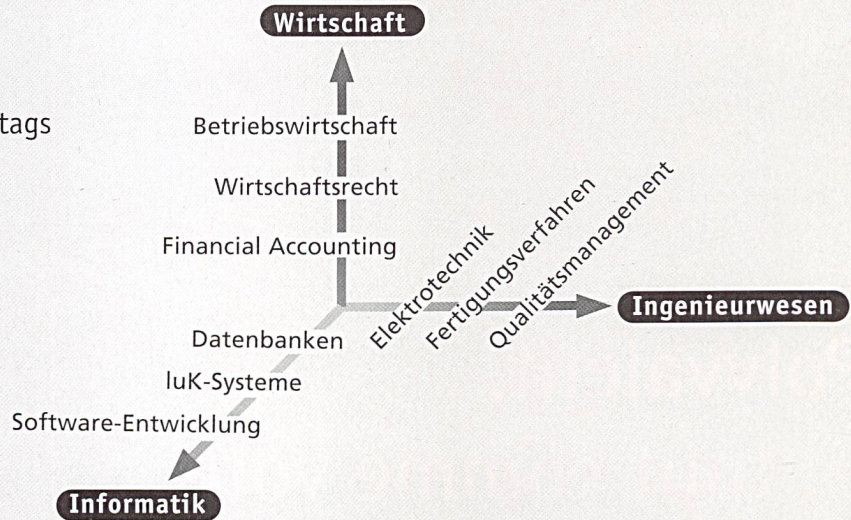 Wirtschaft
tags
Betriebswirtschaft
Wirtschaftsrecht
Financial Accounting
Elektrotechnik
Fertigungsverfahren
Qualitätsmanagement
Ingenieurwesen
Datenbanken
IuK-Systeme
Software-Entwicklung
Informatik